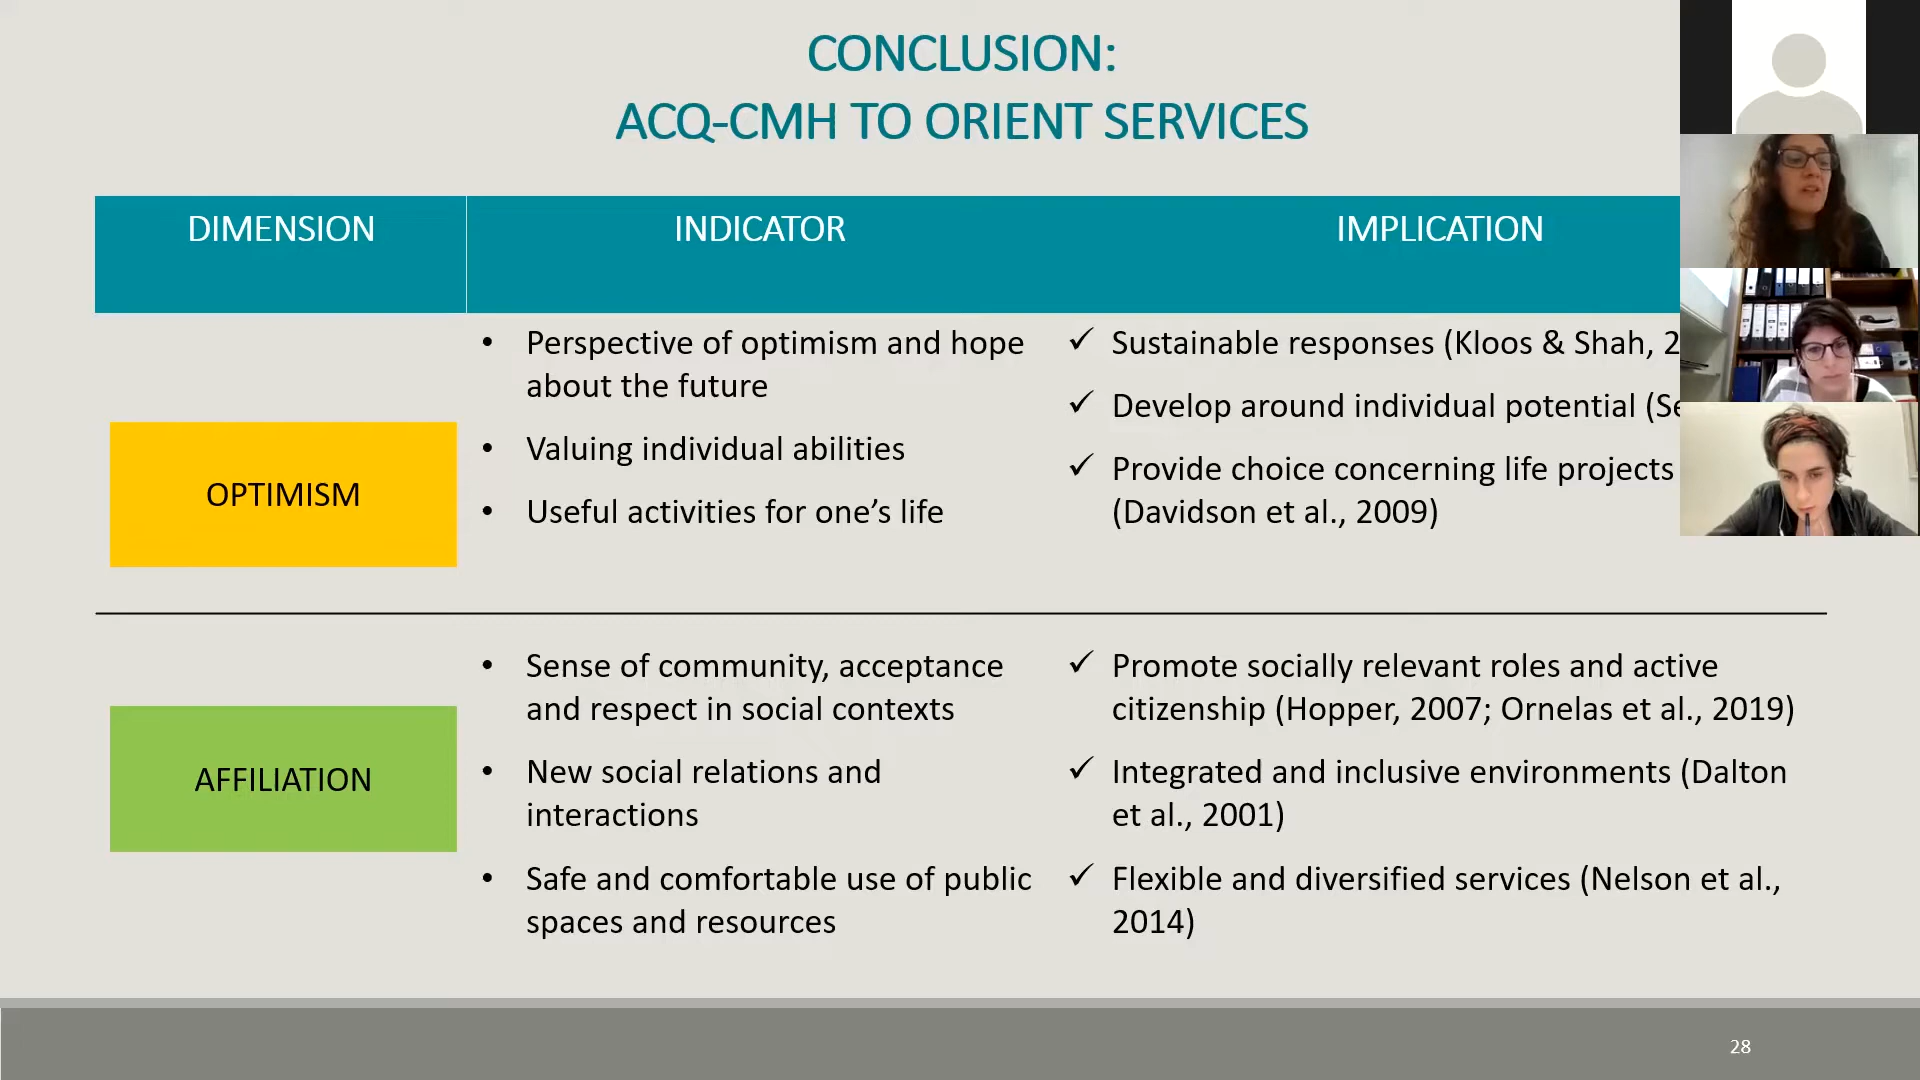 CONCLUSION:
ACQ-CMH TO ORIENT SERVICES
DIMENSION
INDICATOR
IMPLICATION
OPTIMISM
• Perspective of optimism and hope
about the future
• Valuing individual abilities
• Useful activities for one’s life
✓ Sustainable responses (Kloos & Shah, 2
✓ Develop around individual potential (Se
✓ Provide choice concerning life projects
(Davidson et al., 2009)
AFFILIATION
• Sense of community, acceptance
and respect in social contexts
• New social relations and
interactions
• Safe and comfortable use of public
spaces and resources
✓ Promote socially relevant roles and active
citizenship (Hopper, 2007; Ornelas et al., 2019)
✓ Integrated and inclusive environments (Dalton
et al., 2001)
✓ Flexible and diversified services (Nelson et al.,
2014)
28